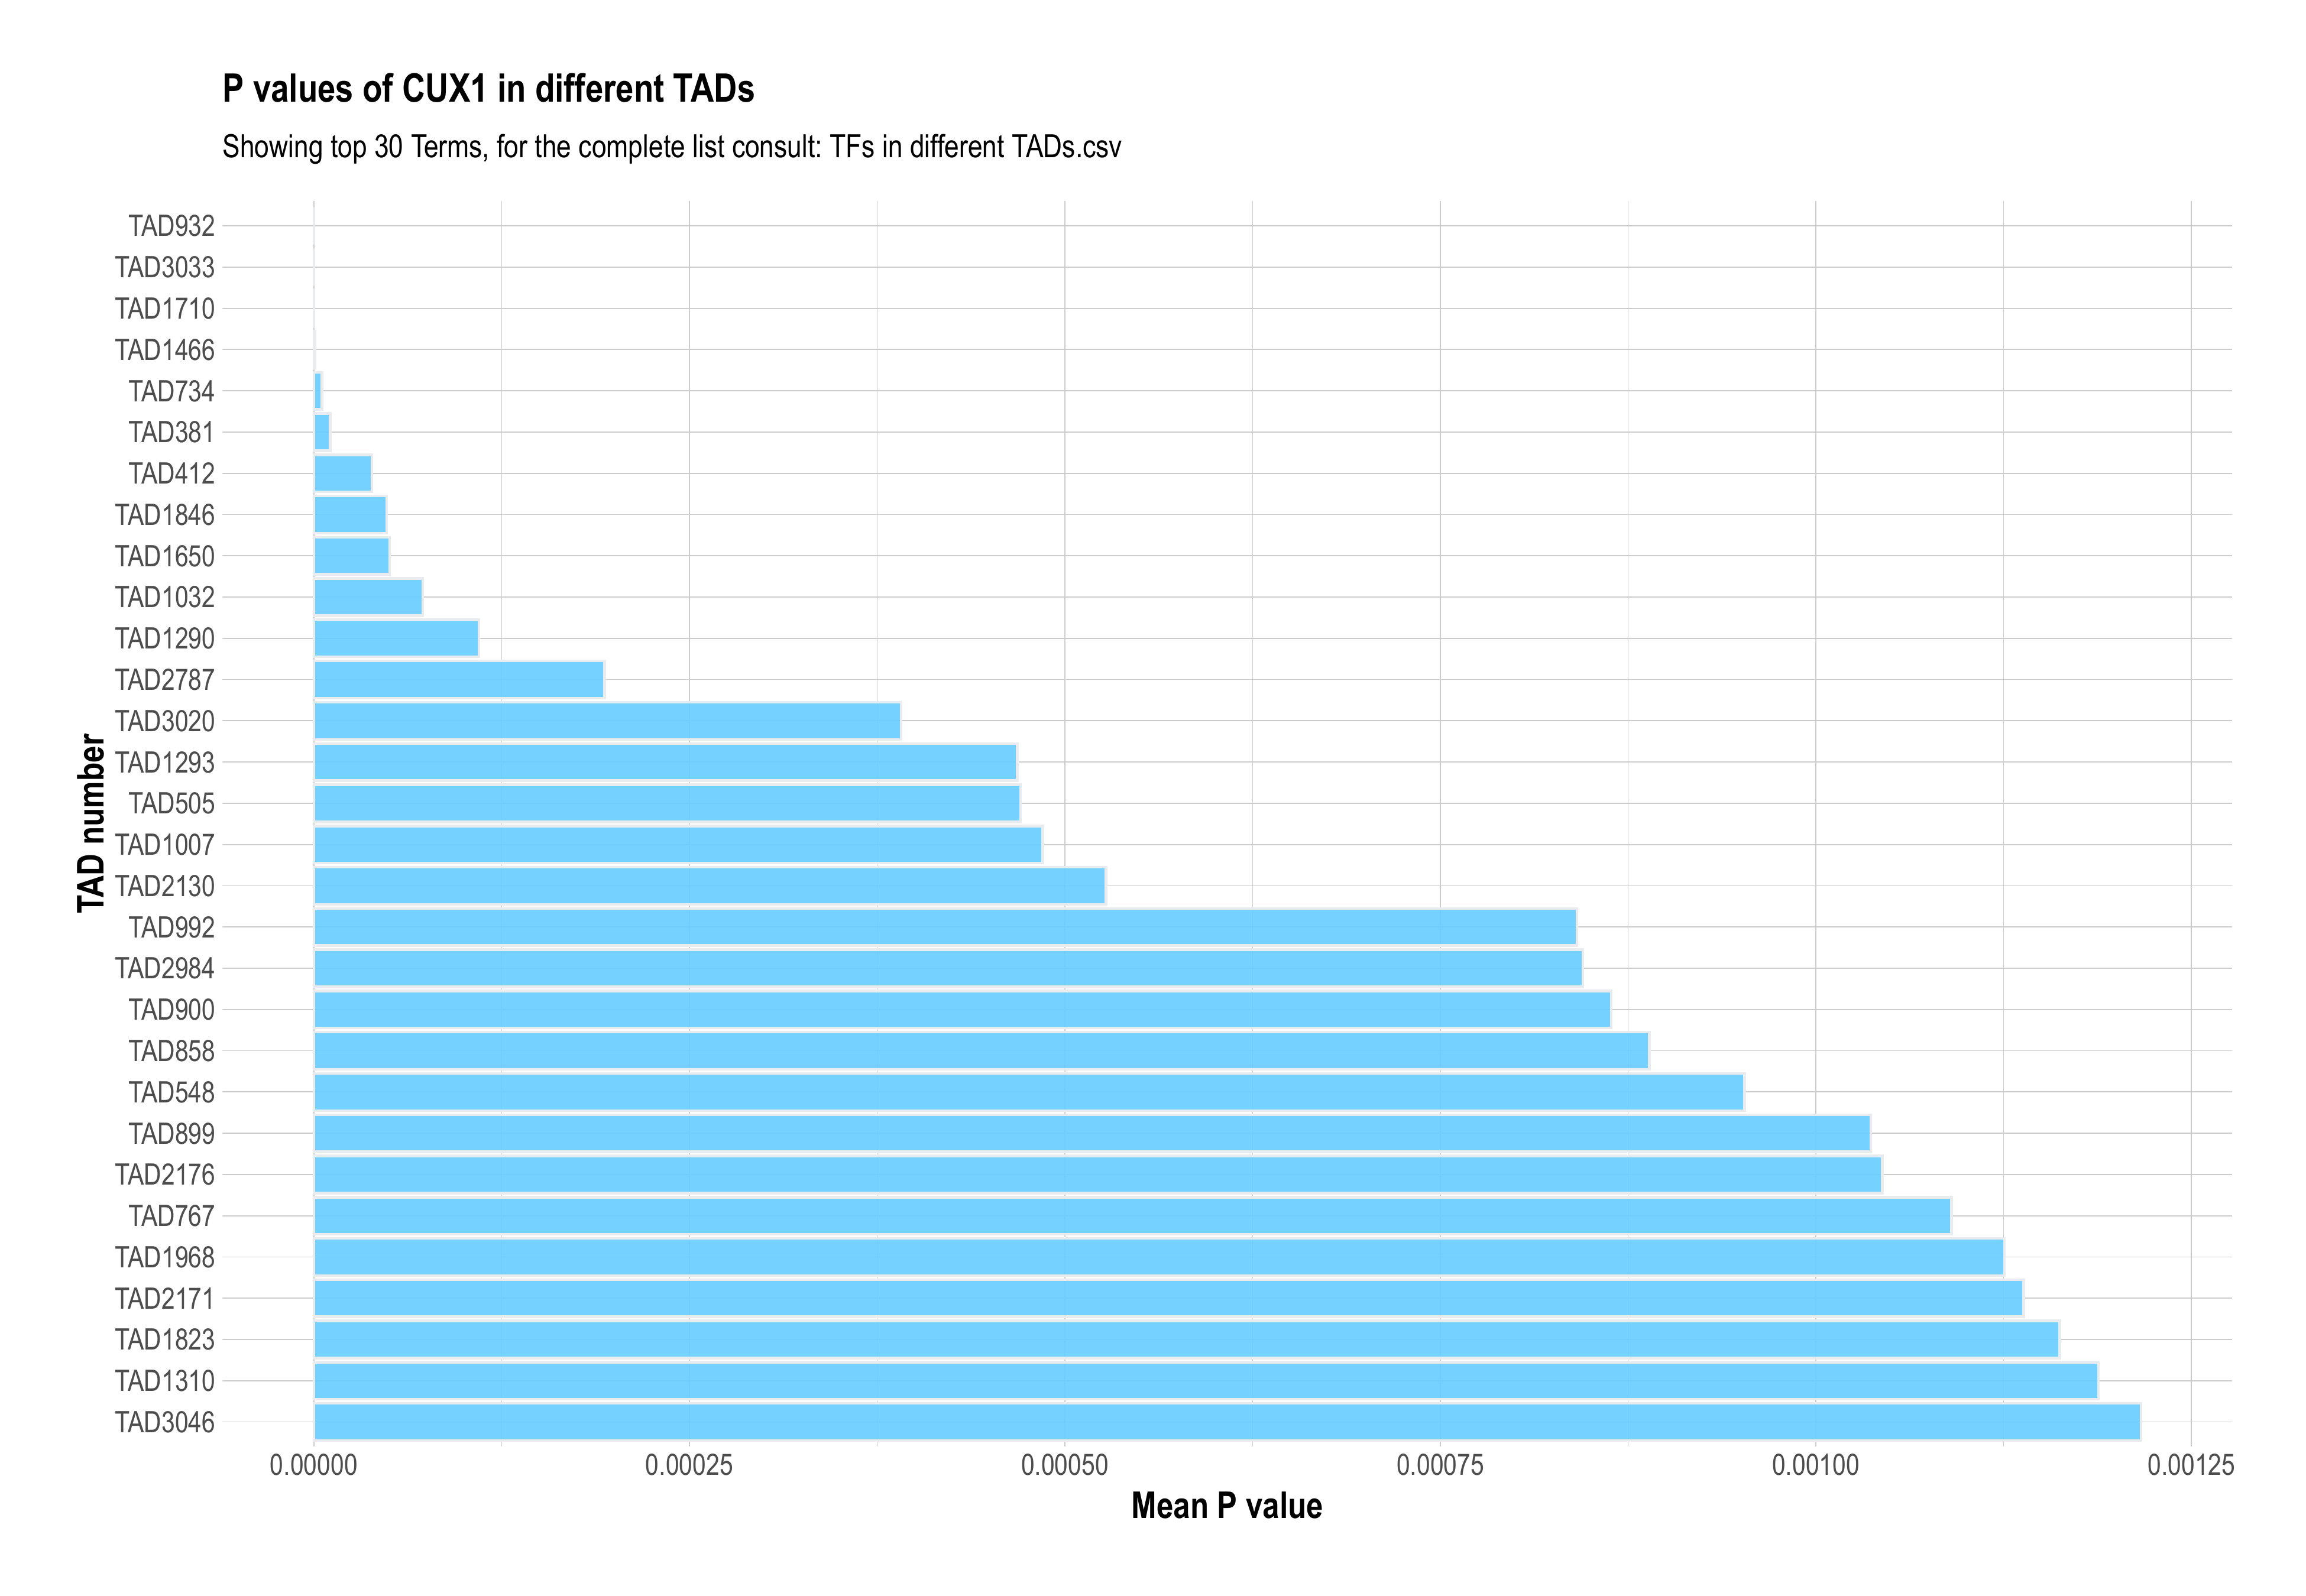 P values of CUX1 in different TADs
Showing top 30 Terms, for the complete list consult: TFs in different TADs.csv
TAD932
TAD3033
TAD1710
TAD1466
TAD734
TAD381
TAD412
TAD1846
TAD1650
TAD1032
TAD1290
TAD2787
TAD3020
TAD1293
TAD505
TAD1007
TAD2130
TAD992
TAD2984
TAD900
TAD858
TAD548
TAD899
TAD2176
TAD767
TAD1968
TAD2171
TAD1823
TAD1310
TAD3046
TAD number
0.00000 0.00025 0.00050 0.00075 0.00100 0.00125
Mean P value